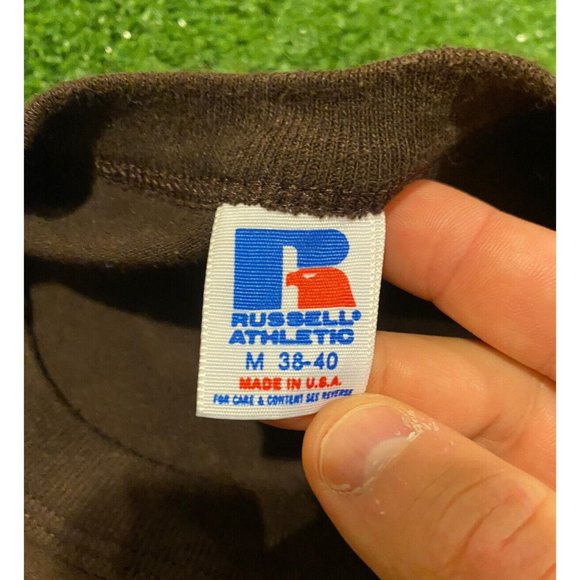 R
RUSSELL®
ATHLETIC
M 38-40
MADE IN U.S.A.
FOR CARE & CONTENT SEE REVERSE